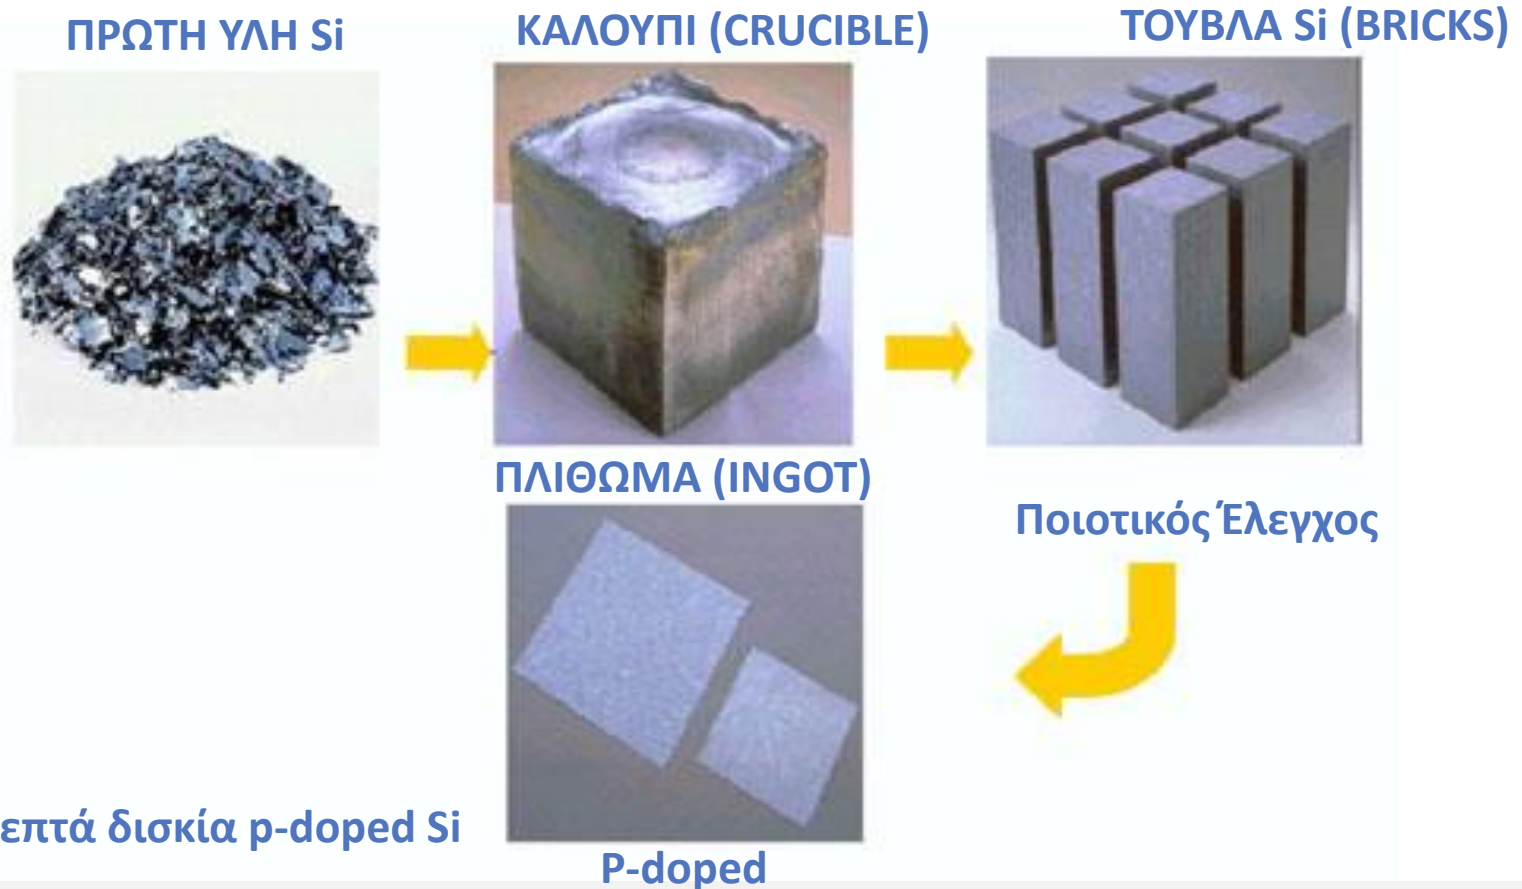 ΠΡΩΤΗ ΥΛΗ Si
ΚΑΛΟΥΠΙ (CRUCIBLE)
ΤΟΥΒΛΑ Si (BRICKS)
ΠΛΙΘΩΜΑ (INGOT)
Ποιοτικός Έλεγχος
επτά δισκία p-doped Si
P-doped